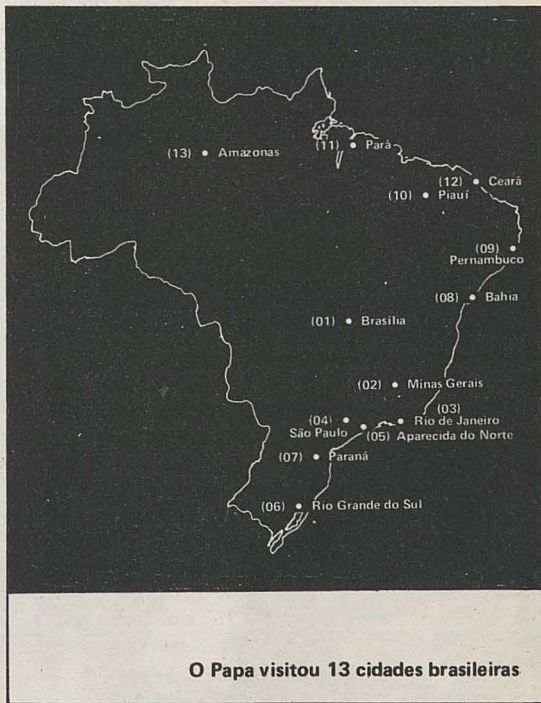 (13) Amazonas
(11) Pará
(12) Ceará
(10) Piauí
(09)
Pernambuco
(08) Bahia
(01) Brasília
(02) Minas Gerais
(03)
Rio de Janeiro
(04)
São Paulo
(05) Aparecida do Norte
(07) Paraná
(06) Rio Grande do Sul
O Papa visitou 13 cidades brasileiras